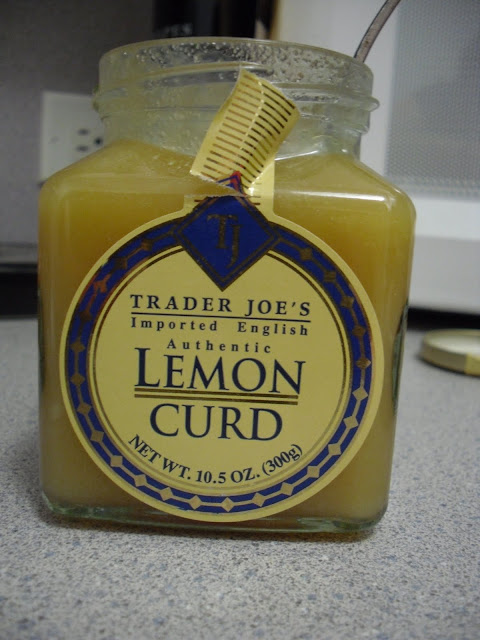 TJ
TRADER JOE'S
Imported English
Authentic
LEMON
CURD
NET WT. 10.5 OZ. (300g)